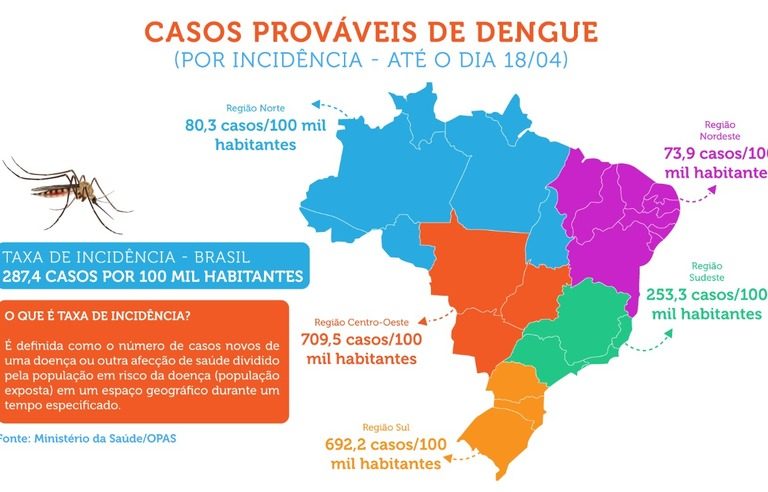 CASOS PROVÁVEIS DE DENGUE
(POR INCIDÊNCIA - ATÉ O DIA 18/04)
Região Norte
80,3 casos/100 mil
habitantes
Região
Nordeste
73,9 casos/100
mil habitante
TAXA DE INCIDÊNCIA - BRASIL
287,4 CASOS POR 100 MIL HABITANTES
Região
Sudeste
253,3 casos/100
mil habitantes
O QUE É TAXA DE INCIDÊNCIA?
É definida como o número de casos novos de
uma doença ou outra afecção de saúde dividido
pela população em risco da doença (população
exposta) em um espaço geográfico durante um
tempo especificado.
Região Centro-Oeste
709,5 casos/100
mil habitantes
Região Sul
692,2 casos/100
mil habitantes
Fonte: Ministério da Saúde/OPAS